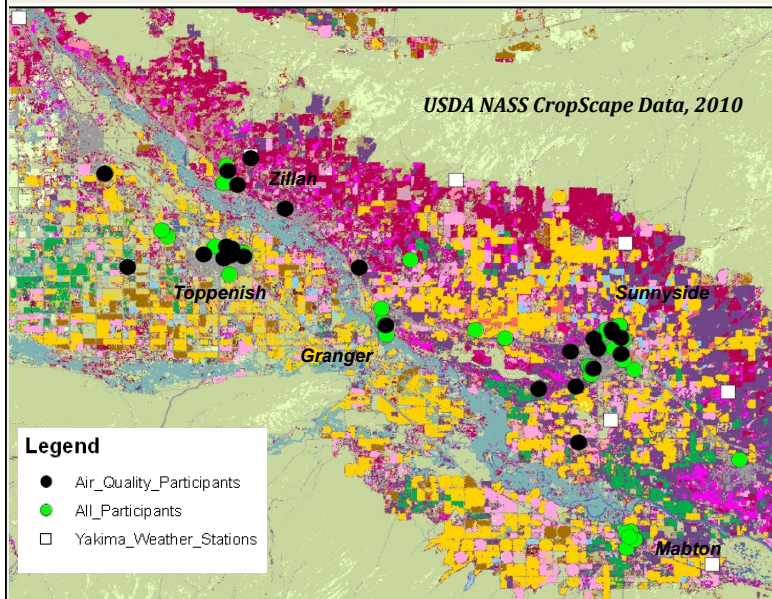 USDA NASS CropScape Data, 2010
Zillah
Toppenish
Sunnyside
Granger
Mabton
Legend
Air_Quality_Participants
All_Participants
Yakima_Weather_Stations